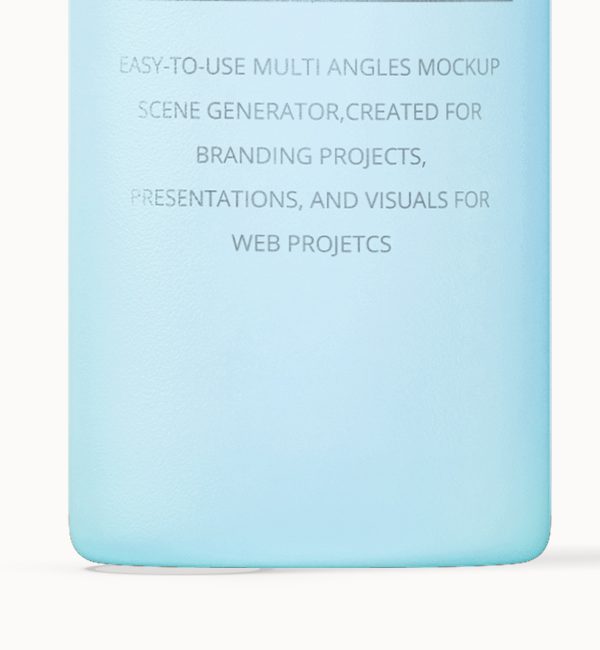 EASY-TO-USE MULTI ANGLES MOCKUP
SCENE GENERATOR,CREATED FOR
BRANDING PROJECTS,
PRESENTATIONS, AND VISUALS FOR
WEB PROJETCS